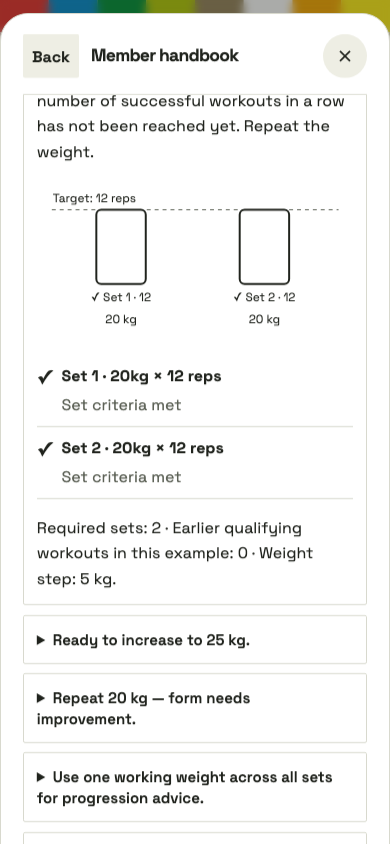 Back
Member handbook
×
number of successful workouts in a row
has not been reached yet. Repeat the
weight.
Target: 12 reps
✓ Set 1 · 12
✓ Set 2 · 12
20 kg
20 kg
✓ Set 1 · 20kg × 12 reps
Set criteria met
✓ Set 2 · 20kg × 12 reps
Set criteria met
Required sets: 2 · Earlier qualifying
workouts in this example: 0 · Weight
step: 5 kg.
▶ Ready to increase to 25 kg.
▶ Repeat 20 kg — form needs
improvement.
▶ Use one working weight across all sets
for progression advice.